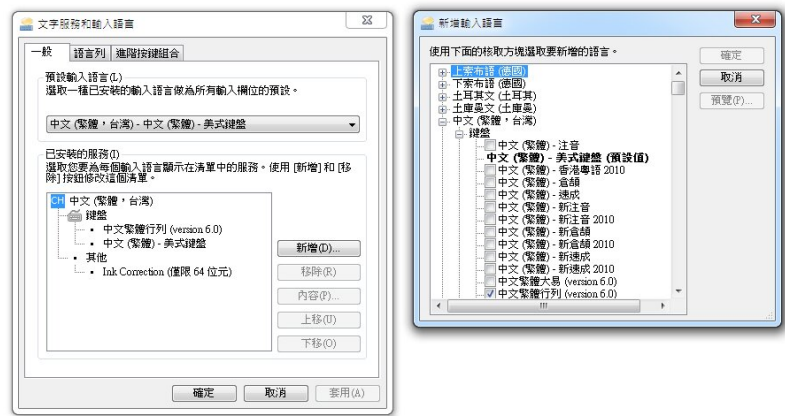 文字服務和輸入語言
一般
語言列
進階按鍵組合
預設輸入語言(L)
選取一種已安裝的輸入語言做為所有輸入欄位的
預設。
中文 (繁體，台灣) - 中文 (繁體) - 美式鍵盤
已安裝的服務(I)
選取您要為每個輸入語言顯示在清單中的服務。使用 [新增] 和 [移
除] 按鈕修改這個清單。
CH 中文 (繁體，台灣)
鍵盤
中文繁體行列 (version 6.0)
中文 (繁體) - 美式鍵盤
其他
Ink Correction (僅限 64 位元)
新增(D)...
移除(R)
內容(P)...
上移(U)
下移(O)
確定
取消
套用(A)
新增輸入語言
使用下面的核取方塊選取要新增的語言。
上索布語 (德國)
下索布語 (德國)
土耳其文 (土耳其)
土庫曼文 (土庫曼)
中文 (繁體，台灣)
鍵盤
中文 (繁體) - 注音
中文 (繁體) - 美式鍵盤 (預設值)
中文 (繁體) - 香港粵語 2010
中文 (繁體) - 倉頡
中文 (繁體) - 速成
中文 (繁體) - 新注音
中文 (繁體) - 新注音 2010
中文 (繁體) - 新倉頡
中文 (繁體) - 新倉頡 2010
中文 (繁體) - 新速成
中文 (繁體) - 新速成 2010
中文繁體大易 (version 6.0)
中文繁體行列 (version 6.0)
確定
取消
預覽(P)...